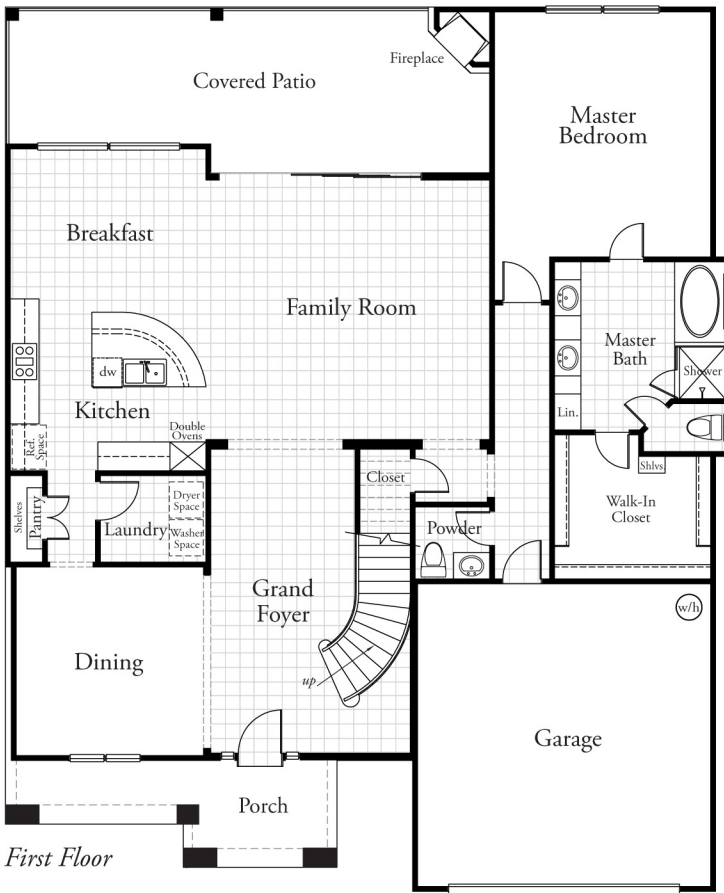 Fireplace
Covered Patio
Master
Bedroom
Breakfast
Family Room
Master
Bath
Shower
dw
Kitchen
Lin.
Double
Ovens
Ref.
Space
Closet
Shlvs.
Walk-In
Closet
Shelves
Pantry
Dryer
Space
Laundry
Washer
Space
Powder
Grand
Foyer
w/h
Dining
up
Garage
Porch
First Floor